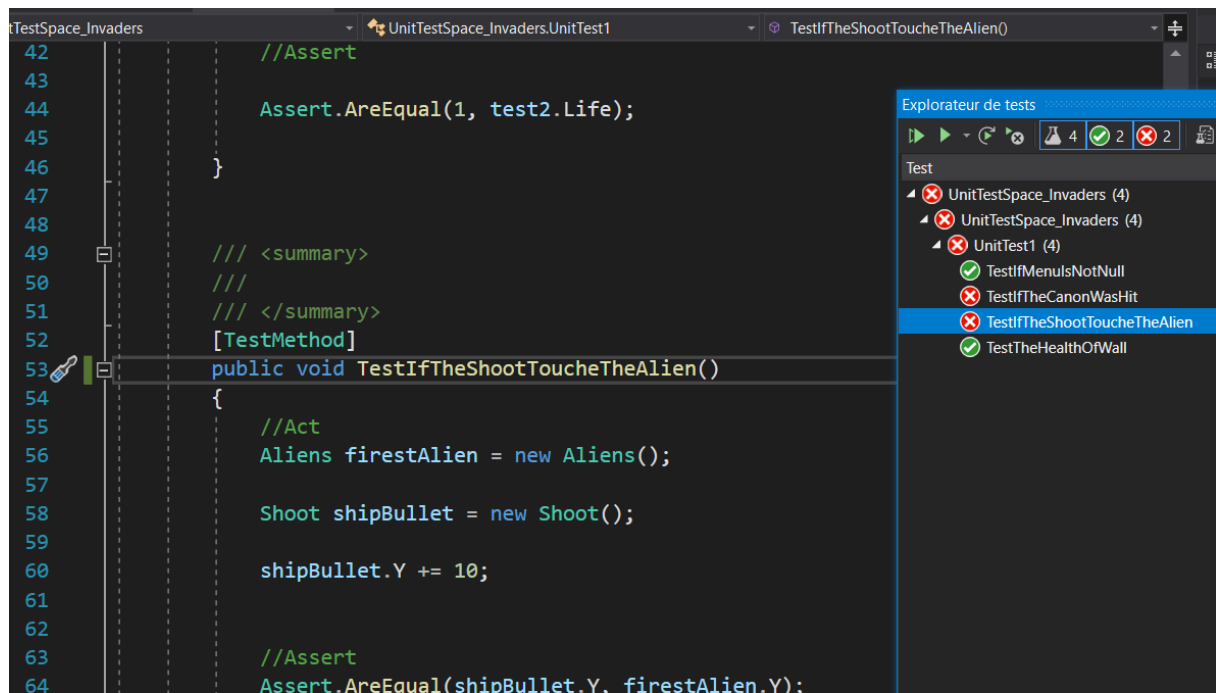 tTestSpace_Invaders UnitTestSpace_Invaders.UnitTest1 TestIfTheShootToucheTheAlien()
42 //Assert
43
44 Assert.AreEqual(1, test2.Life);
45
46 }
47
48
49 /// <summary>
50 ///
51 /// </summary>
52 [TestMethod]
53 public void TestIfTheShootToucheTheAlien()
54 {
55 //Act
56 Aliens firestAlien = new Aliens();
57
58 Shoot shipBullet = new Shoot();
59
60 shipBullet.Y += 10;
61
62
63 //Assert
64 Assert.AreEqual(shipBullet.Y, firestAlien.Y);
Explorateur de tests
4 2 2
Test
UnitTestSpace_Invaders (4)
UnitTestSpace_Invaders (4)
UnitTest1 (4)
TestIfMenuIsNotNull
TestIfTheCanonWasHit
TestIfTheShootToucheTheAlien
TestTheHealthOfWall